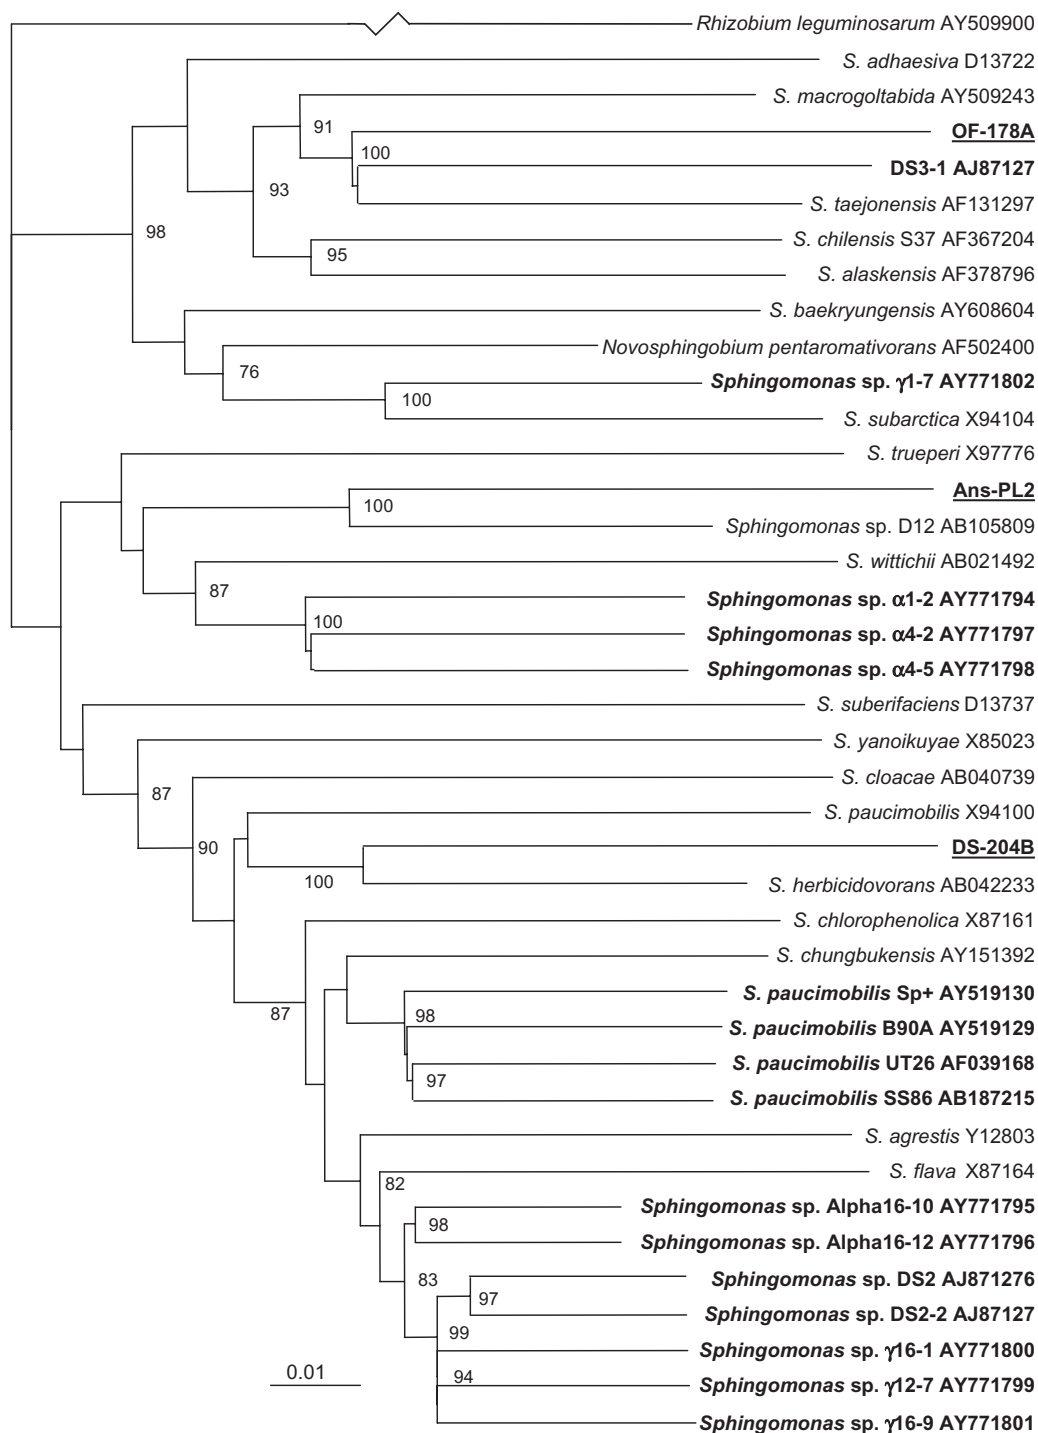 Rhizobium leguminosarum AY509900
S. adhaesiva D13722
S. macrogoltabida AY509243
91
OF-178A
100
DS3-1 AJ87127
93
S. taejonensis AF131297
98
S. chilensis S37 AF367204
95
S. alaskensis AF378796
S. baekryungensis AY608604
Novosphingobium pentaromativorans AF502400
76
Sphingomonas sp. γ1-7 AY771802
100
S. subarctica X94104
S. trueperi X97776
Ans-PL2
100
Sphingomonas sp. D12 AB105809
S. wittichii AB021492
87
Sphingomonas sp. α1-2 AY771794
100
Sphingomonas sp. α4-2 AY771797
Sphingomonas sp. α4-5 AY771798
S. suberifaciens D13737
S. yanoikuyae X85023
S. cloacae AB040739
87
S. paucimobilis X94100
90
DS-204B
100
S. herbicidovorans AB042233
S. chlorophenolica X87161
S. chungbukensis AY151392
S. paucimobilis Sp+ AY519130
87
98
S. paucimobilis B90A AY519129
S. paucimobilis UT26 AF039168
97
S. paucimobilis SS86 AB187215
S. agrestis Y12803
S. flava X87164
82
Sphingomonas sp. Alpha16-10 AY771795
98
Sphingomonas sp. Alpha16-12 AY771796
83
Sphingomonas sp. DS2 AJ871276
97
Sphingomonas sp. DS2-2 AJ87127
99
Sphingomonas sp. γ16-1 AY771800
0.01
94
Sphingomonas sp. γ12-7 AY771799
Sphingomonas sp. γ16-9 AY771801